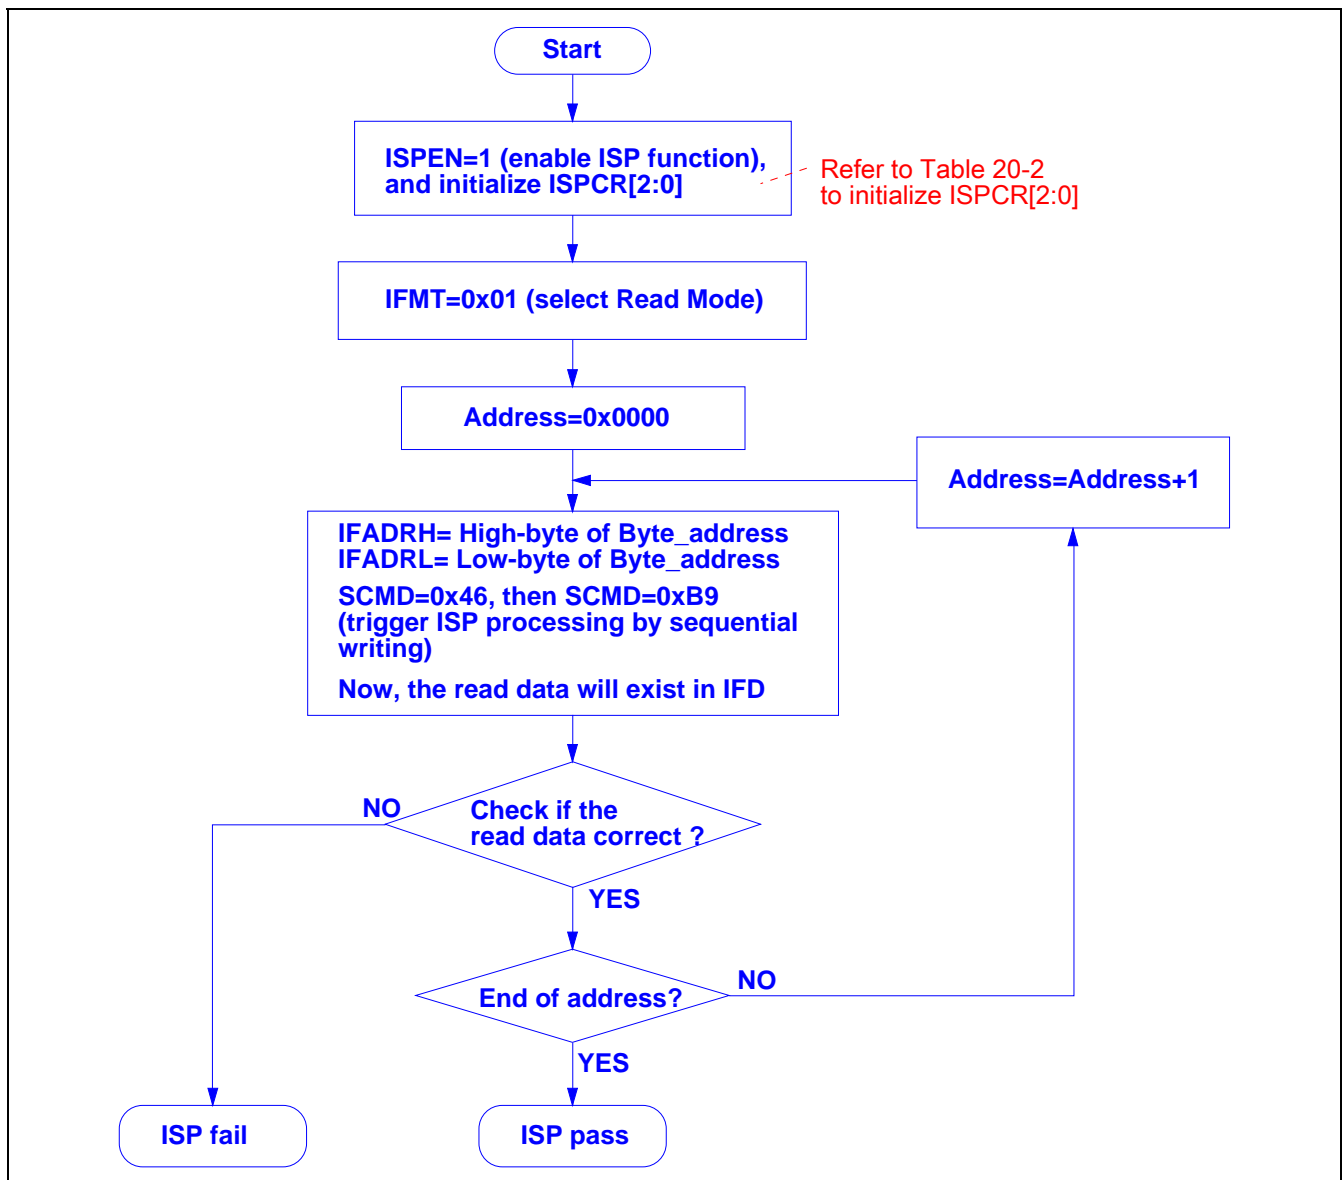 Start
ISPEN=1 (enable ISP function),
and initialize ISPCR[2:0]
Refer to Table 20-2
to initialize ISPCR[2:0]
IFMT=0x01 (select Read Mode)
Address=0x0000
Address=Address+1
IFADRH= High-byte of Byte_address
IFADRL= Low-byte of Byte_address
SCMD=0x46, then SCMD=0xB9
(trigger ISP processing by sequential
writing)
Now, the read data will exist in IFD
NO
Check if the
read data correct ?
YES
End of address?
NO
YES
ISP fail
ISP pass